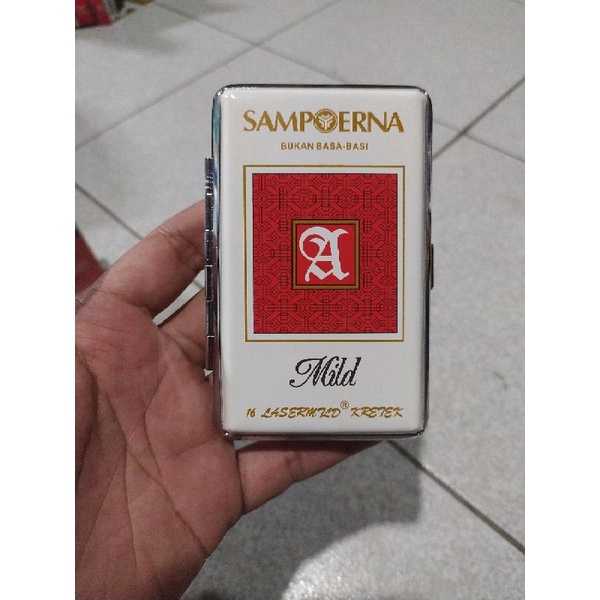 SAMPOERNA
BUKAN BASA-BASI
A
Mild
16 LASERMILD® KRETEK